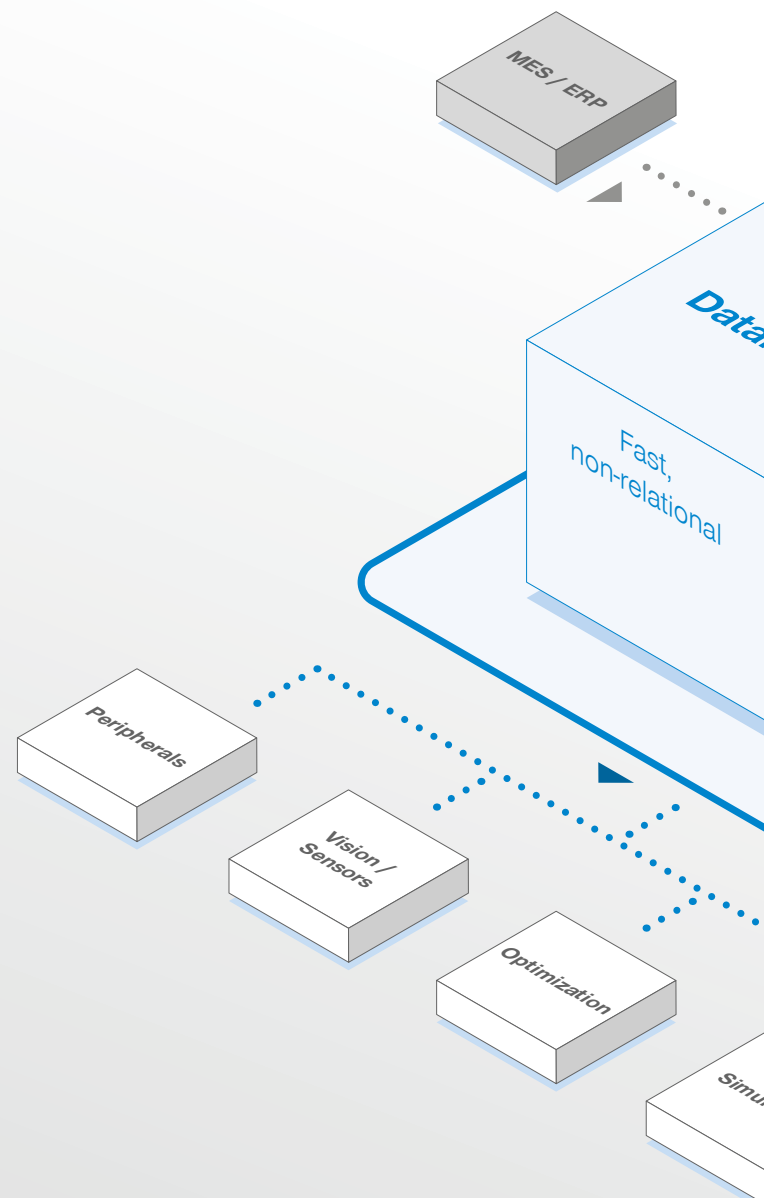 MES / ERP
Fast,
non-relational
Peripherals
Vision /
Sensors
Optimization